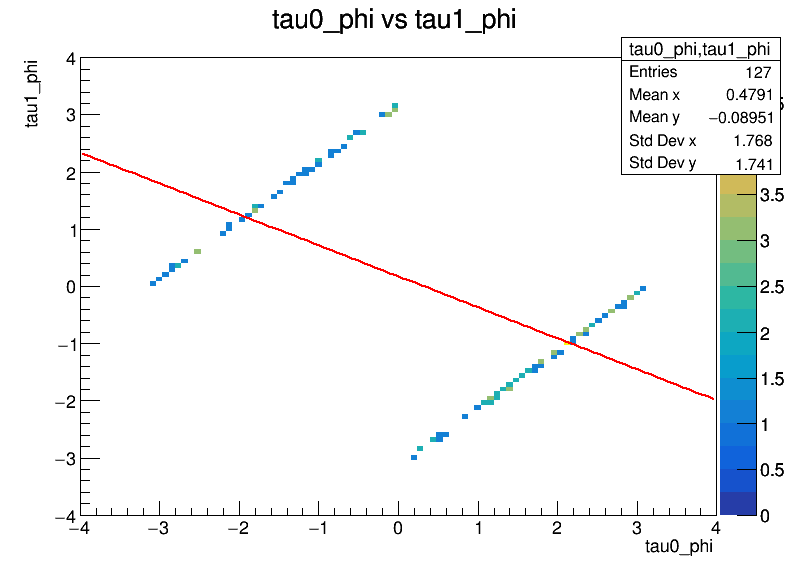 tau0_phi vs tau1_phi
tau0_phi,tau1_phi
Entries 127
Mean x 0.4791
Mean y −0.08951
Std Dev x 1.768
Std Dev y 1.741
tau1_phi
4
3
2
1
0
−1
−2
−3
−4
−4 −3 −2 −1 0 1 2 3 4
tau0_phi
3.5
3
2.5
2
1.5
1
0.5
0